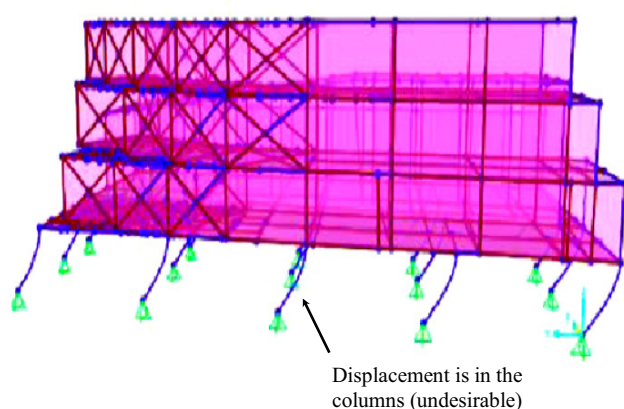 Displacement is in the
columns (undesirable)